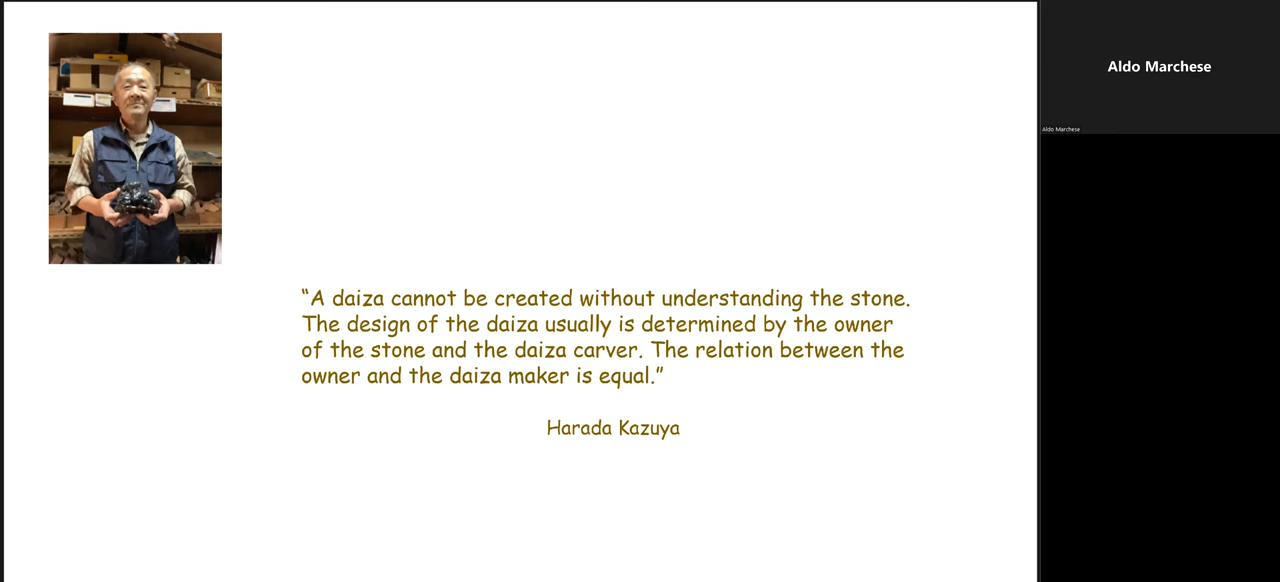 Aldo Marchese
Aldo Marchese
“A daiza cannot be created without understanding the stone.
The design of the daiza usually is determined by the owner
of the stone and the daiza carver. The relation between the
owner and the daiza maker is equal.”
Harada Kazuya